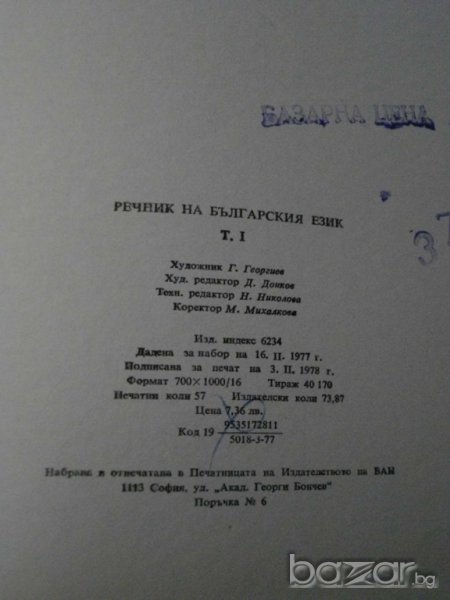 БАЗАРНА ЦЕНА
РЕЧНИК НА БЪЛГАРСКИЯ ЕЗИК
Т. I
37
Художник Г. Георгиев
Худ. редактор Д. Донков
Техн. редактор Н. Николова
Коректор М. Михалкова
Изд. индекс 6234
Дадена за набор на 16. II. 1977 г.
Подписана за печат на 3. II. 1978 г.
Формат 700×1000/16 Тираж 40 170
Печатни коли 57 Издателски коли 73,87
Цена 7,36 лв.
Код 19 9535172811
5018-3-77
Набрана и отпечатана в Печатницата на Издателството на БАН
1113 София, ул. „Акад. Георги Бончев“
Поръчка № 6
bazar.bg